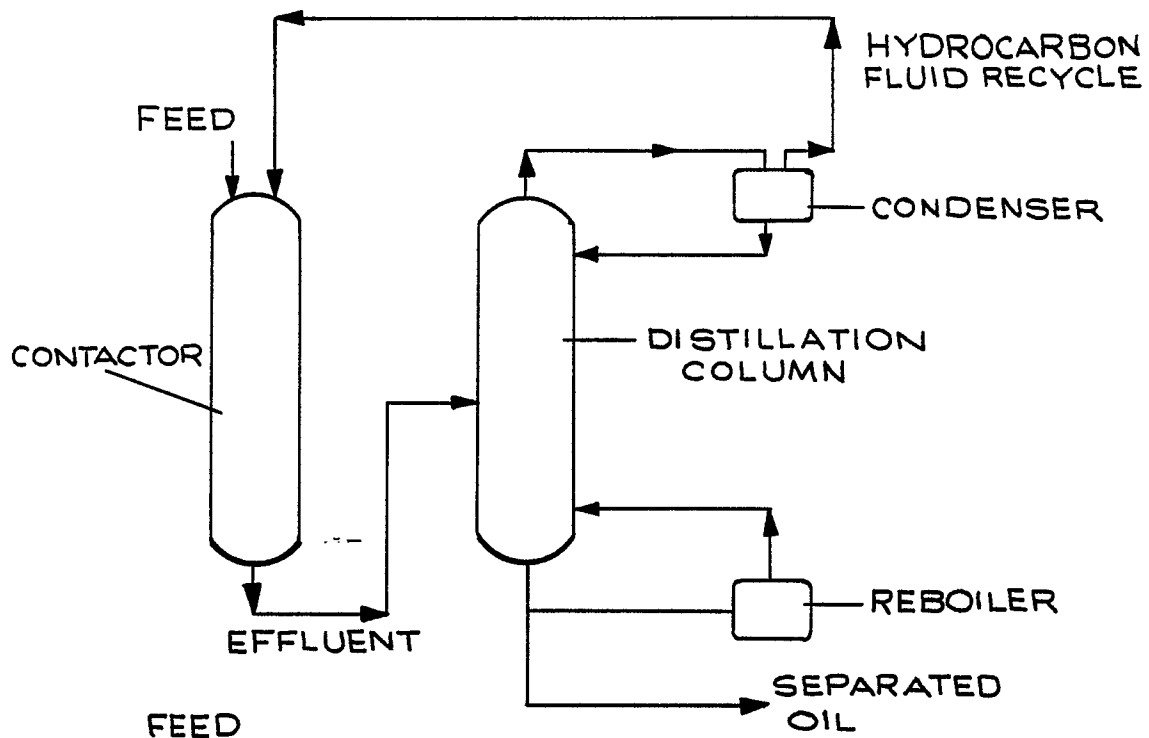 HYDROCARBON
FLUID RECYCLE
FEED
CONDENSER
DISTILLATION
COLUMN
CONTACTOR
REBOILER
EFFLUENT
SEPARATED
OIL
FEED